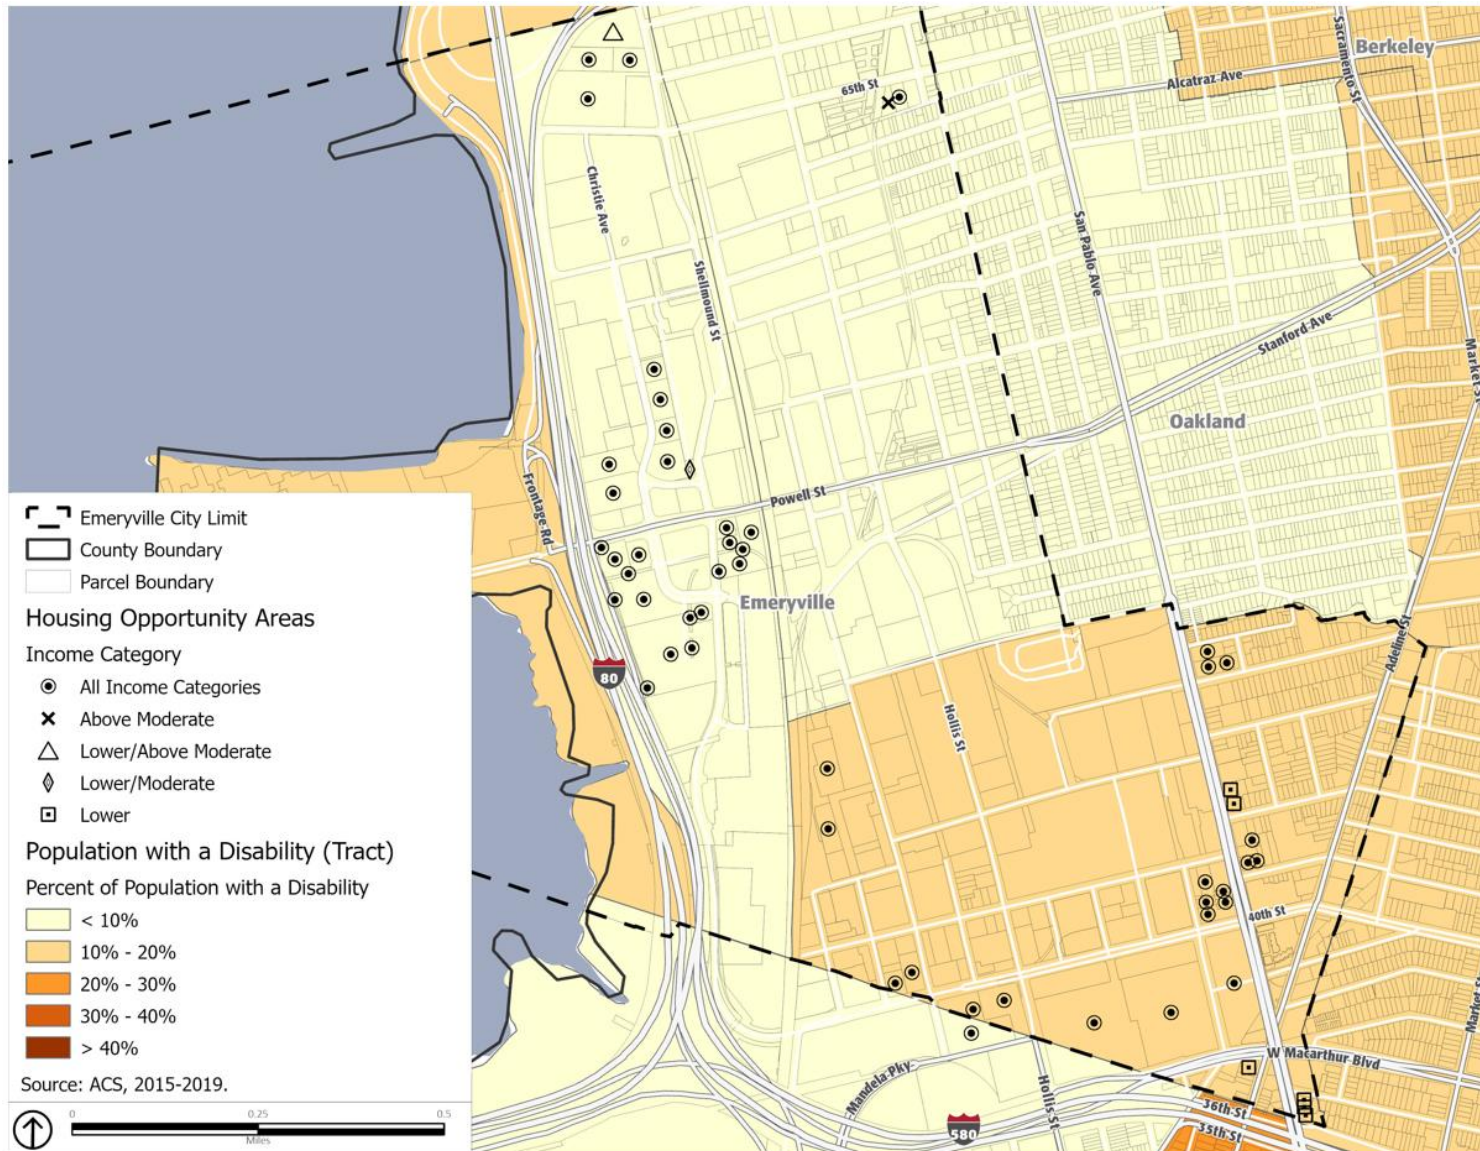 Berkeley
Sacramento St
Alcatraz Ave
65th St
Christie Ave
San Pablo Ave
Shellmound St
Stanford Ave
Market St
Oakland
Powell St
Frontage Rd
Emeryville
Adeline St
80
Hollis St
40th St
W Macarthur Blvd
Market St
Mandela Pky
Hollis St
36th St
35th St
580
Emeryville City Limit
County Boundary
Parcel Boundary
Housing Opportunity Areas
Income Category
All Income Categories
Above Moderate
Lower/Above Moderate
Lower/Moderate
Lower
Population with a Disability (Tract)
Percent of Population with a Disability
< 10%
10% - 20%
20% - 30%
30% - 40%
> 40%
Source: ACS, 2015-2019.
0 0.25 0.5
Miles